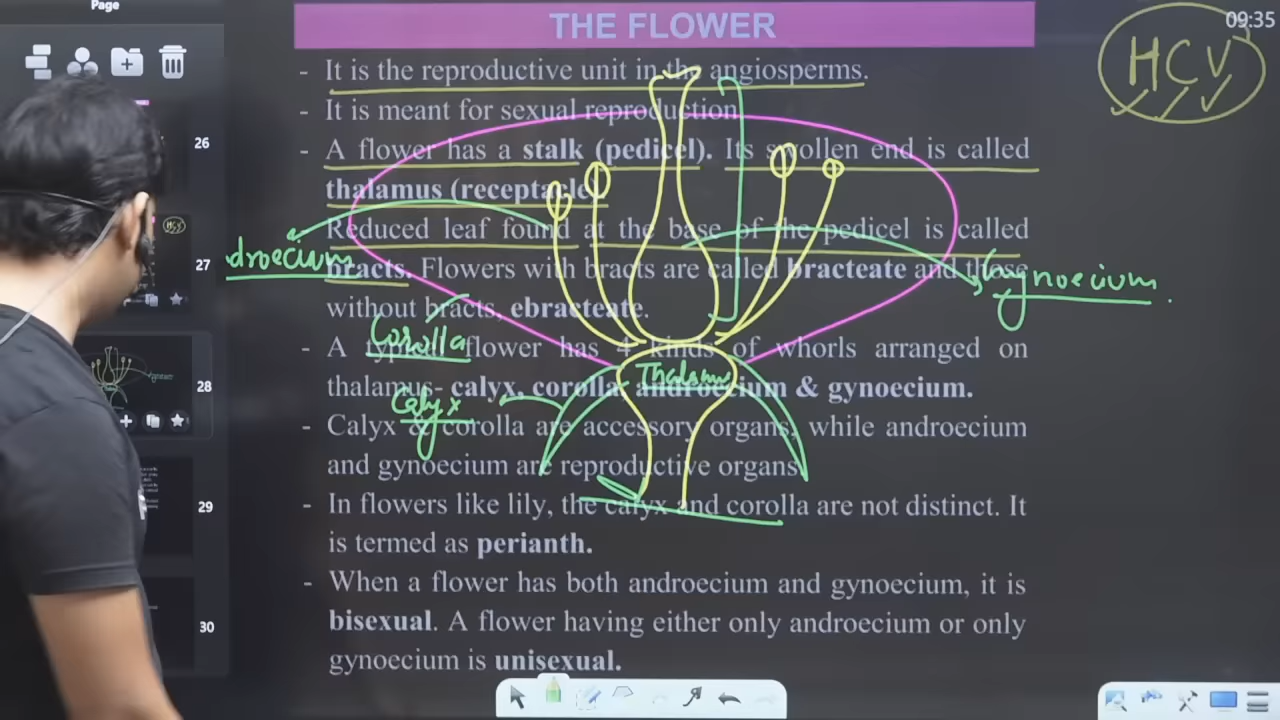 Page
THE FLOWER
09:35
HCV
- It is the reproductive unit in the angiosperms.
- It is meant for sexual reproduction
- A flower has a stalk (pedicel). Its swollen end is called
thalamus (receptacle)
Reduced leaf found at the base of the pedicel is called
bracts. Flowers with bracts are called bracteate and those
without bracts, ebracteate.
- A typical flower has 4 kinds of whorls arranged on
thalamus- calyx, corolla, androecium & gynoecium.
- Calyx & corolla are accessory organs, while androecium
and gynoecium are reproductive organs.
- In flowers like lily, the calyx and corolla are not distinct. It
is termed as perianth.
- When a flower has both androecium and gynoecium, it is
bisexual. A flower having either only androecium or only
gynoecium is unisexual.
droecium
Gynoecium.
Corolla
Thalamus
Calyx
26
27
28
29
30